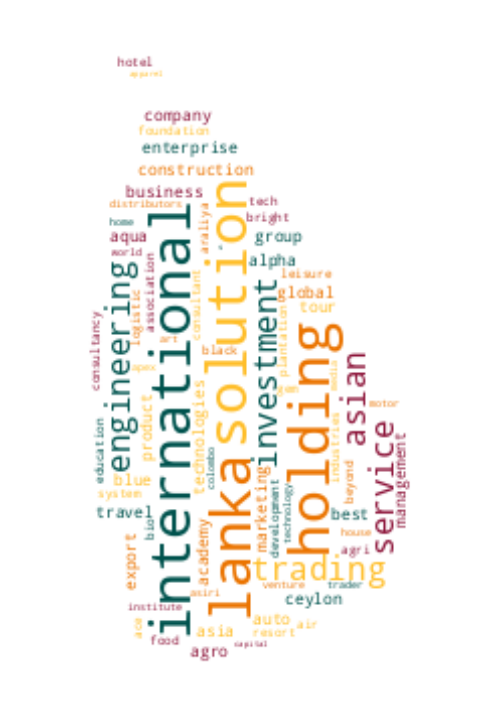 hotel
apparel
company
foundation
enterprise
construction
business
distributors
tech
home
araliya
bright
aqua
group
world
alpha
international
solution
engineering
association
consultant
leisure
logistic
investment
global
tour
consultancy
art
black
plantation
holding
apex
asian
media
gem
product
technologies
motor
education
colombo
industries
service
management
blue
system
lanka
marketing
beyond
travel
bio
development
technology
best
academy
house
export
agri
trading
asiri
venture
trader
institute
ceylon
ace
auto
air
asia
resort
food
capital
agro